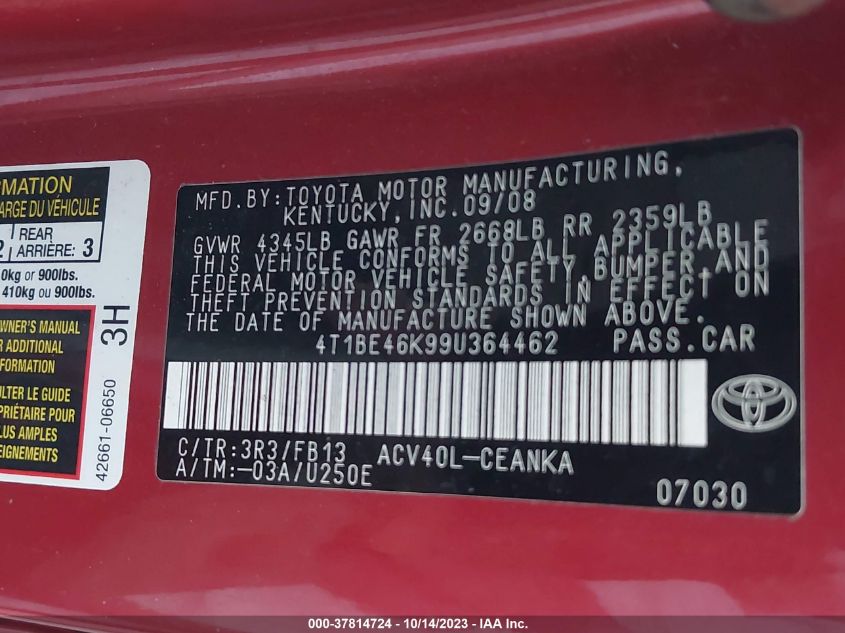 RMATION
ARGE DU VÉHICULE
2 REAR ARRIÈRE: 3
0kg or 900lbs.
410kg ou 900lbs.
WNER'S MANUAL
R ADDITIONAL
FORMATION
ULTER LE GUIDE
OPRIÉTAIRE POUR
LUS AMPLES
SEIGNEMENTS
3H
42661-06650
MFD. BY: TOYOTA MOTOR MANUFACTURING,
KENTUCKY, INC. 09/08
GVWR 4345LB GAWR FR 2668LB RR 2359LB
THIS VEHICLE CONFORMS TO ALL APPLICABLE
FEDERAL MOTOR VEHICLE SAFETY, BUMPER, AND
THEFT PREVENTION STANDARDS IN EFFECT ON
THE DATE OF MANUFACTURE SHOWN ABOVE.
4T1BE46K99U364462 PASS.CAR
C/TR: 3R3/FB13 ACV40L-CEANKA
A/TM: -03A/U250E
07030
000-37814724 - 10/14/2023 - IAA Inc.